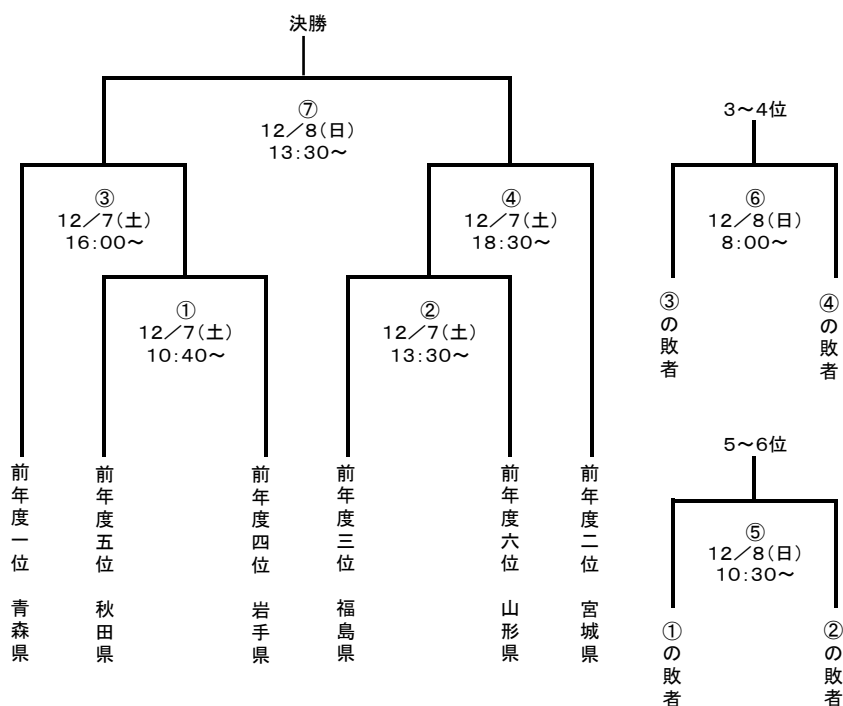 決勝
⑦
12／8(日)
13:30～
③
12／7(土)
16:00～
④
12／7(土)
18:30～
①
12／7(土)
10:40～
②
12／7(土)
13:30～
前年度一位　青森県
前年度五位　秋田県
前年度四位　岩手県
前年度三位　福島県
前年度六位　山形県
前年度二位　宮城県
3～4位
⑥
12／8(日)
8:00～
③の敗者
④の敗者
5～6位
⑤
12／8(日)
10:30～
①の敗者
②の敗者